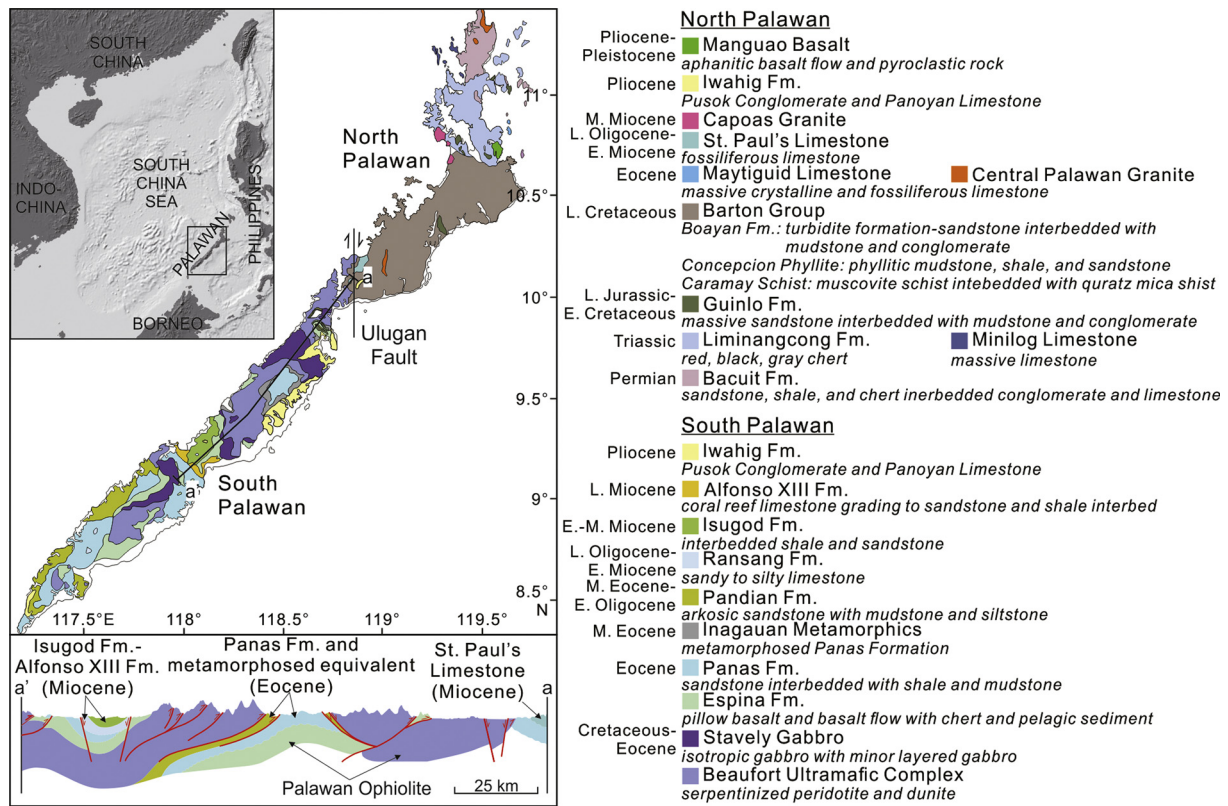 SOUTH
CHINA
SOUTH
CHINA
SEA
INDO-
CHINA
PALAWAN
PHILIPPINES
BORNEO
North
Palawan
a
Ulugan
Fault
a'
South
Palawan
11°
10.5°
10°
9.5°
9°
8.5°
N
117.5°E
118°
118.5°
119°
119.5°
Isugod Fm.-
Alfonso XIII Fm.
(Miocene)
Panas Fm. and
metamorphosed equivalent
(Eocene)
St. Paul's
Limestone
(Miocene)
a'
a
Palawan Ophiolite
25 km
North Palawan
Pliocene-
Pleistocene
Manguao Basalt
aphanitic basalt flow and pyroclastic rock
Pliocene
Iwahig Fm.
Pusok Conglomerate and Panoyan Limestone
M. Miocene
Capoas Granite
L. Oligocene-
E. Miocene
St. Paul's Limestone
fossiliferous limestone
Eocene
Maytiguid Limestone
Central Palawan Granite
massive crystalline and fossiliferous limestone
L. Cretaceous
Barton Group
Boayan Fm.: turbidite formation-sandstone interbedded with
mudstone and conglomerate
Concepcion Phyllite: phyllitic mudstone, shale, and sandstone
Caramay Schist: muscovite schist intebedded with quratz mica shist
L. Jurassic-
E. Cretaceous
Guinlo Fm.
massive sandstone interbedded with mudstone and conglomerate
Triassic
Liminangcong Fm.
Minilog Limestone
red, black, gray chert
massive limestone
Permian
Bacuit Fm.
sandstone, shale, and chert inerbedded conglomerate and limestone
South Palawan
Pliocene
Iwahig Fm.
Pusok Conglomerate and Panoyan Limestone
L. Miocene
Alfonso XIII Fm.
coral reef limestone grading to sandstone and shale interbed
E.-M. Miocene
Isugod Fm.
interbedded shale and sandstone
L. Oligocene-
E. Miocene
Ransang Fm.
sandy to silty limestone
M. Eocene-
E. Oligocene
Pandian Fm.
arkosic sandstone with mudstone and siltstone
M. Eocene
Inagauan Metamorphics
metamorphosed Panas Formation
Eocene
Panas Fm.
sandstone interbedded with shale and mudstone
Espina Fm.
pillow basalt and basalt flow with chert and pelagic sediment
Cretaceous-
Eocene
Stavely Gabbro
isotropic gabbro with minor layered gabbro
Beaufort Ultramafic Complex
serpentinized peridotite and dunite